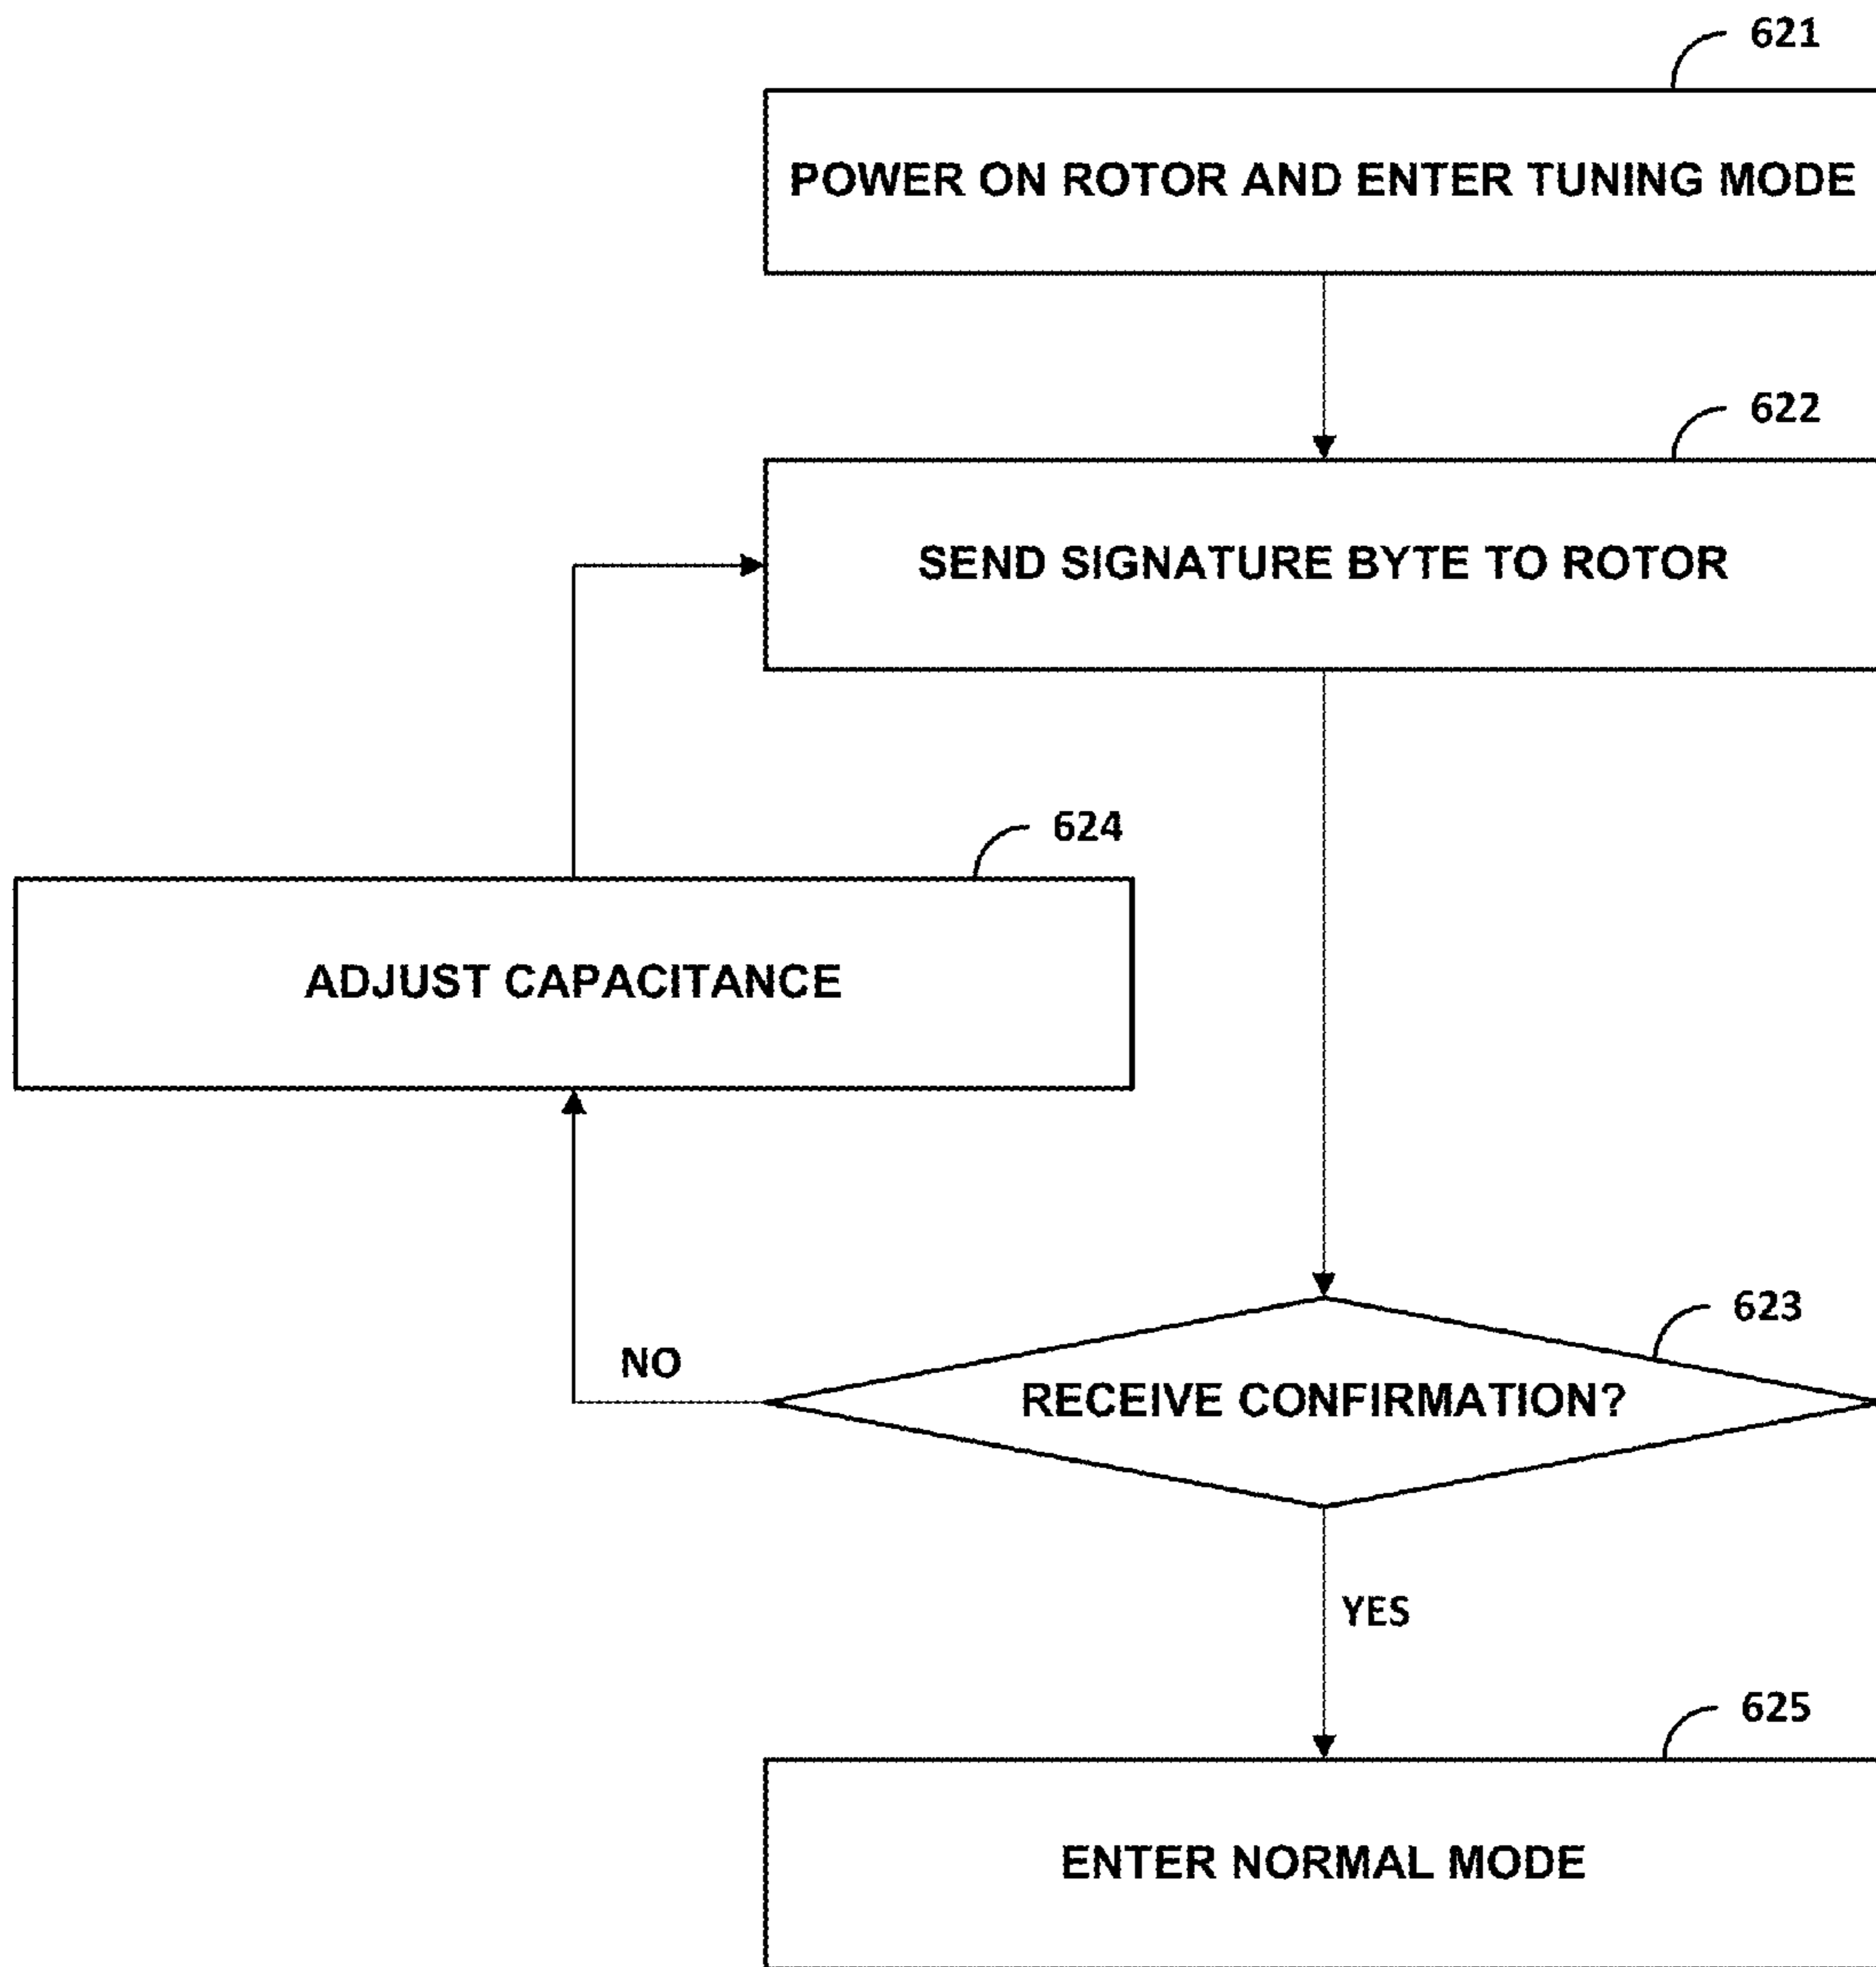 621
POWER ON ROTOR AND ENTER TUNING MODE
622
SEND SIGNATURE BYTE TO ROTOR
624
ADJUST CAPACITANCE
623
NO
RECEIVE CONFIRMATION?
YES
625
ENTER NORMAL MODE